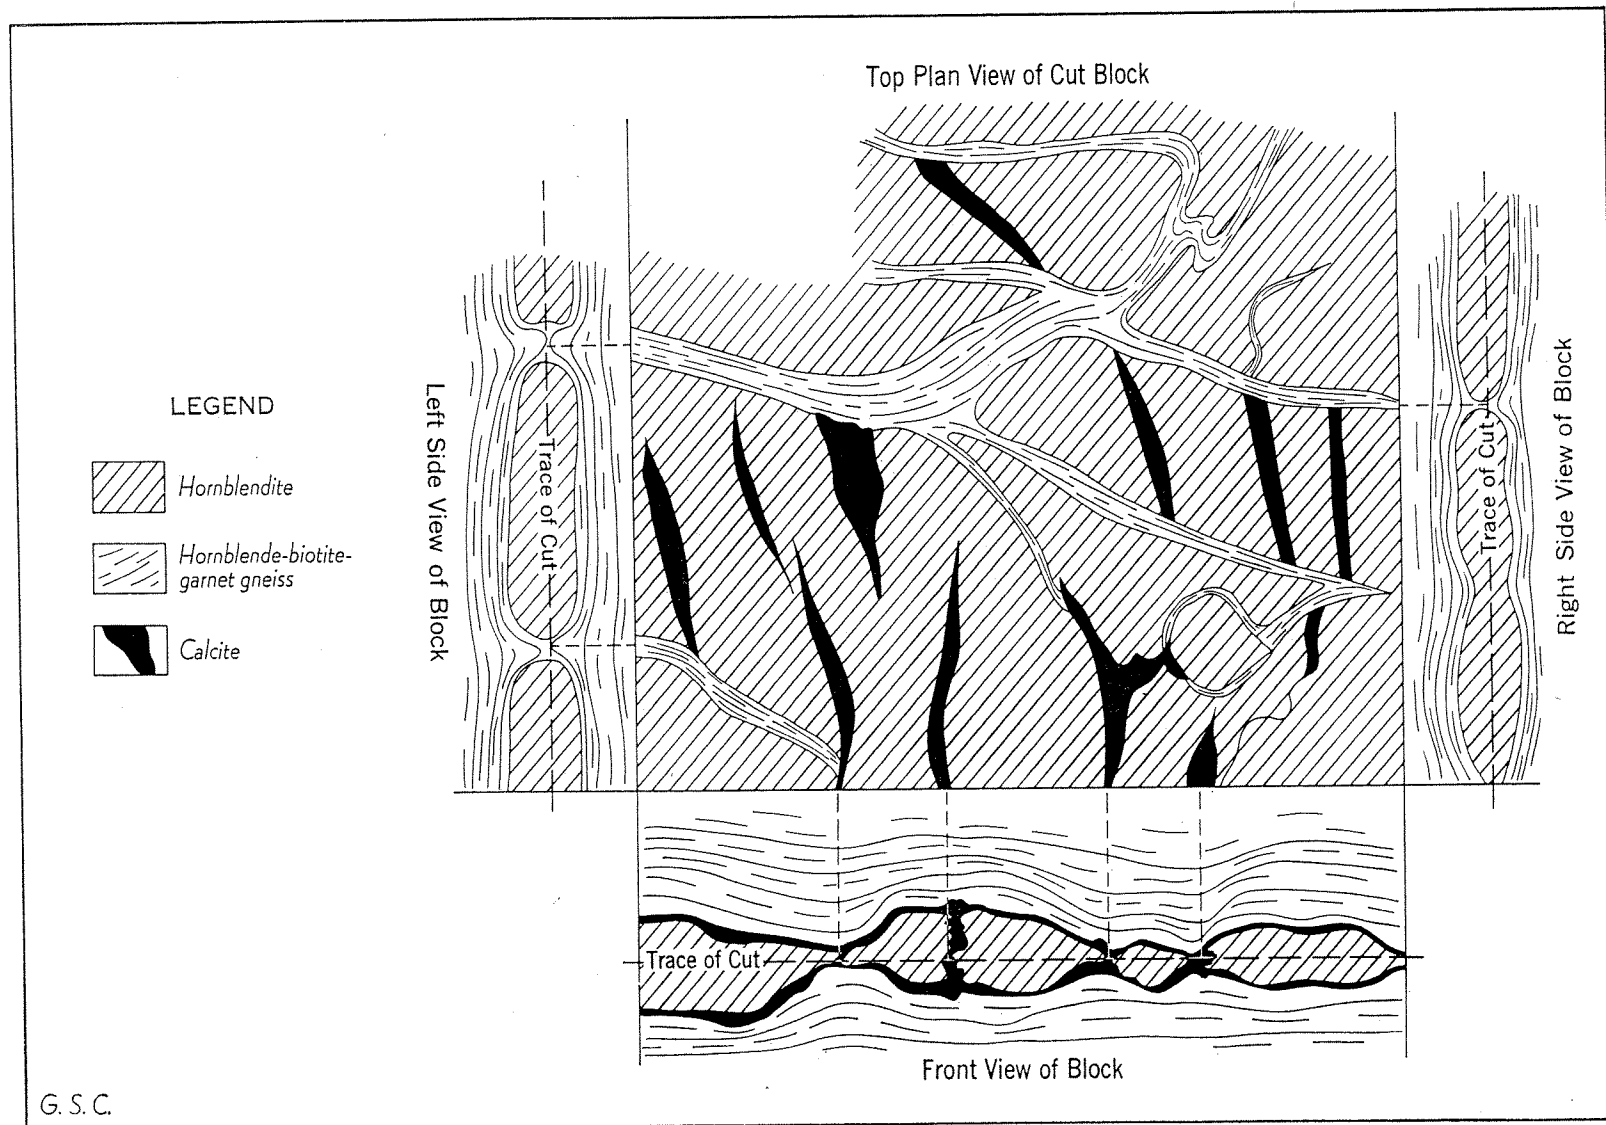 Top Plan View of Cut Block
LEGEND
Hornblendite
Hornblende-biotite-
garnet gneiss
Calcite
Left Side View of Block
Trace of Cut
Trace of Cut
Right Side View of Block
Trace of Cut
Front View of Block
G. S. C.